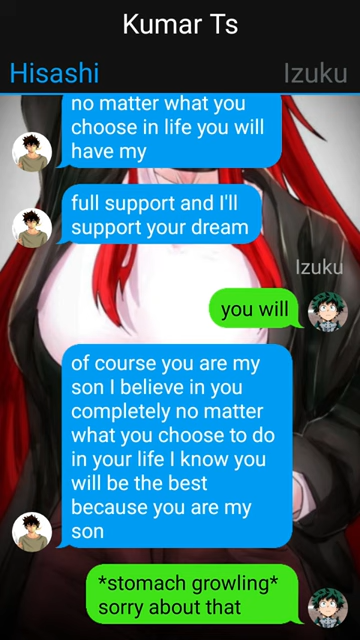 Kumar Ts
Hisashi
Izuku
no matter what you
choose in life you will
have my
full support and I'll
support your dream
Izuku
you will
of course you are my
son I believe in you
completely no matter
what you choose to do
in your life I know you
will be the best
because you are my
son
*stomach growling*
sorry about that